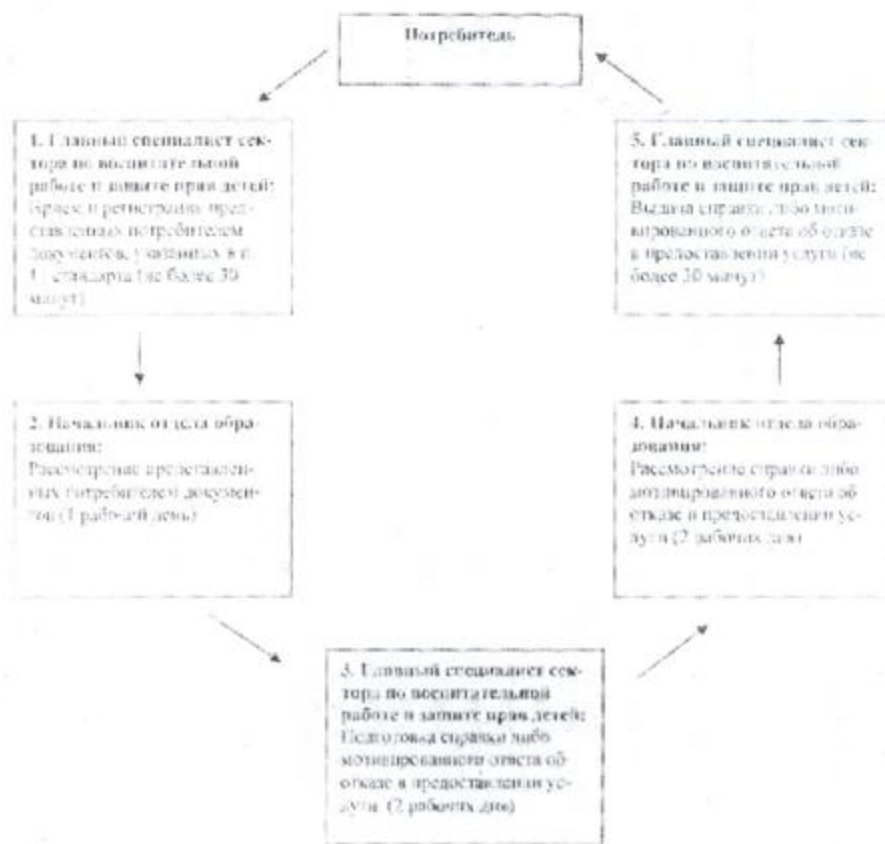 Потребитель
1. Главный специалист сек-
тора по воспитательной
работе и защите прав детей:
Прием и регистрация пред-
ставленных потребителем
документов, указанных в п.
стандарта (не более 30
минут)
2. Начальник отдела обра-
зования:
Рассмотрение представлен-
ных потребителем докумен-
тов (1 рабочий день)
3. Главный специалист сек-
тора по воспитательной
работе и защите прав детей:
Подготовка справки либо
мотивированного ответа об
отказе в предоставлении ус-
луги (2 рабочих дня)
4. Начальник отдела обра-
зования:
Рассмотрение справки либо
мотивированного ответа об
отказе в предоставлении ус-
луги (2 рабочих дня)
5. Главный специалист сек-
тора по воспитательной
работе и защите прав детей:
Выдача справки либо моти-
вированного ответа об отказе
в предоставлении услуги (не
более 30 минут)